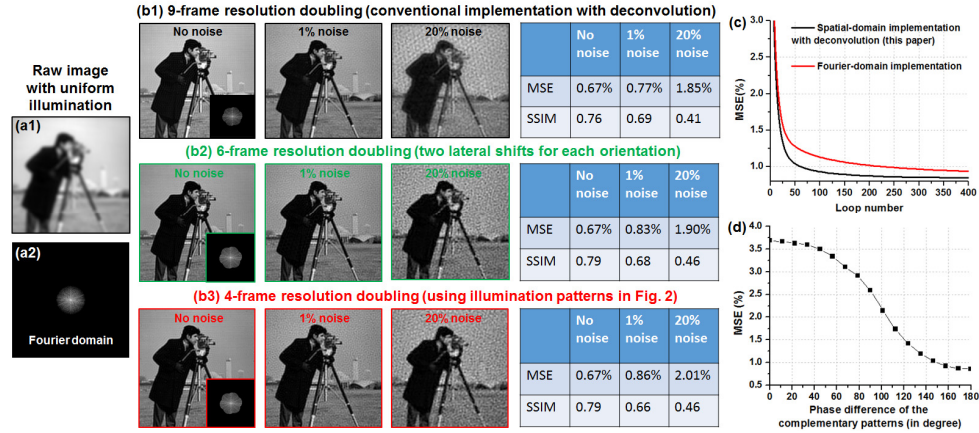 (b1) 9-frame resolution doubling (conventional implementation with deconvolution)
Raw image
with uniform
illumination
(a1)
(a2)
Fourier domain
No noise
1% noise
20% noise
No noise
1% noise
20% noise
MSE 0.67% 0.77% 1.85%
SSIM 0.76 0.69 0.41
(b2) 6-frame resolution doubling (two lateral shifts for each orientation)
No noise
1% noise
20% noise
No noise
1% noise
20% noise
MSE 0.67% 0.83% 1.90%
SSIM 0.79 0.68 0.46
(b3) 4-frame resolution doubling (using illumination patterns in Fig. 2)
No noise
1% noise
20% noise
No noise
1% noise
20% noise
MSE 0.67% 0.86% 2.01%
SSIM 0.79 0.66 0.46
(c)
Spatial-domain implementation
with deconvolution (this paper)
Fourier-domain implementation
MSE(%)
3.0
2.5
2.0
1.5
1.0
0 50 100 150 200 250 300 350 400
Loop number
(d)
MSE (%)
4.0
3.5
3.0
2.5
2.0
1.5
1.0
0.5
0 20 40 60 80 100 120 140 160 180
Phase difference of the
complementary patterns (in degree)